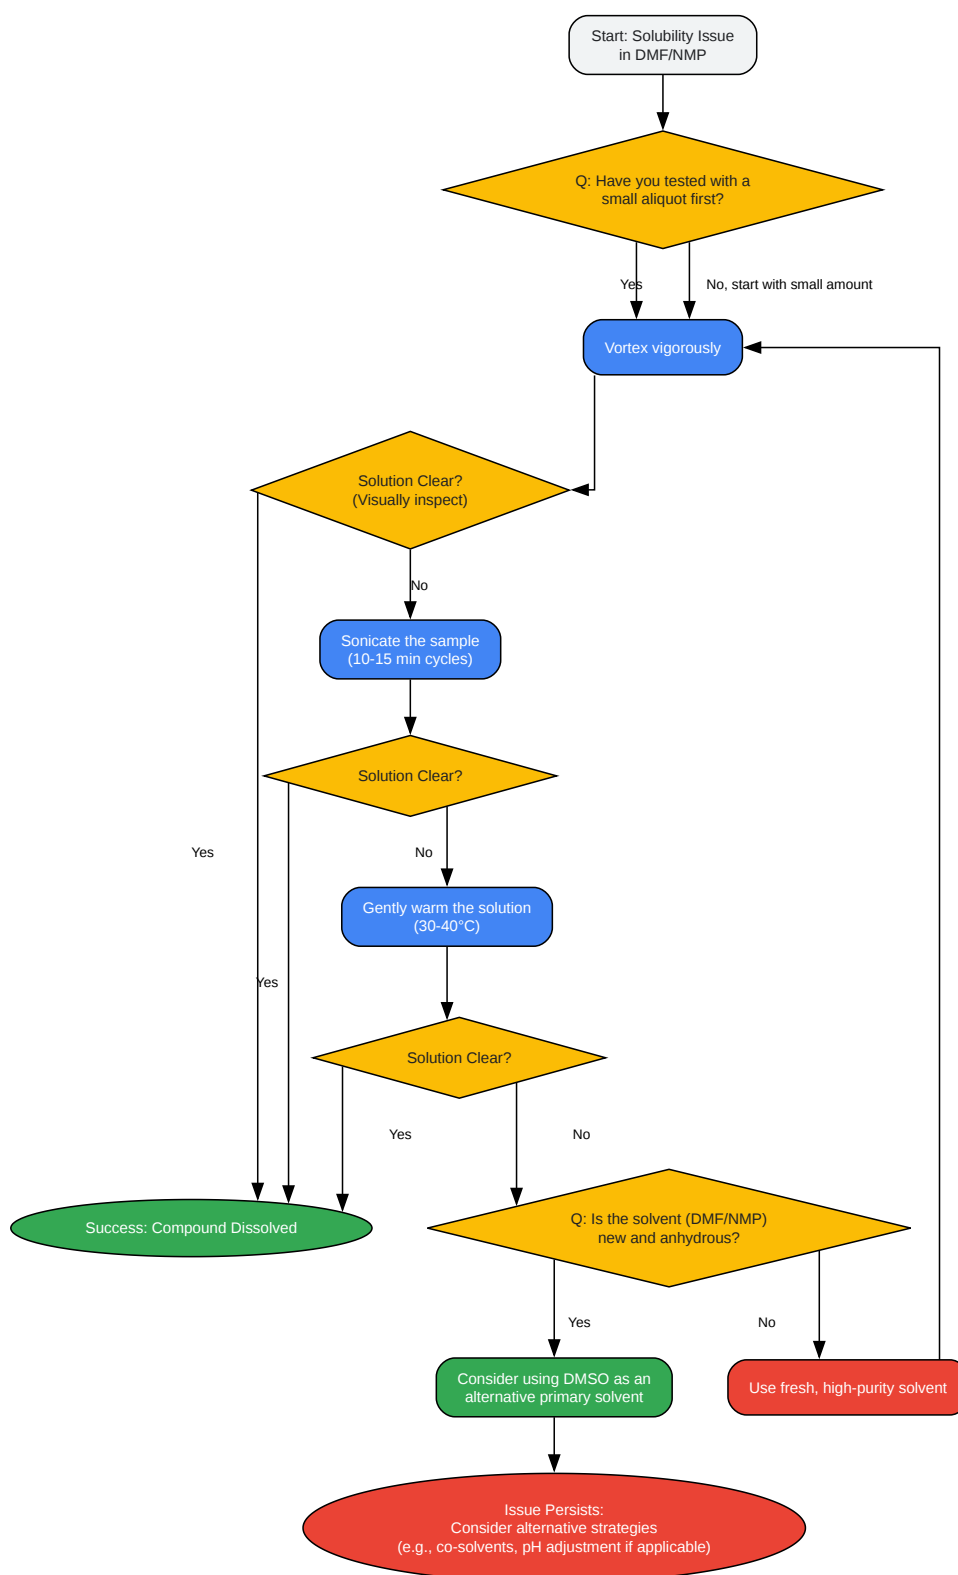 Start: Solubility Issue
in DMF/NMP
Q: Have you tested with a
small aliquot first?
Yes
No, start with small amount
Vortex vigorously
Solution Clear?
(Visually inspect)
No
Sonicate the sample
(10-15 min cycles)
Solution Clear?
Yes
No
Gently warm the solution
(30-40°C)
Yes
Solution Clear?
Yes
No
Success: Compound Dissolved
Q: Is the solvent (DMF/NMP)
new and anhydrous?
Yes
No
Consider using DMSO as an
alternative primary solvent
Use fresh, high-purity solvent
Issue Persists:
Consider alternative strategies
(e.g., co-solvents, pH adjustment if applicable)